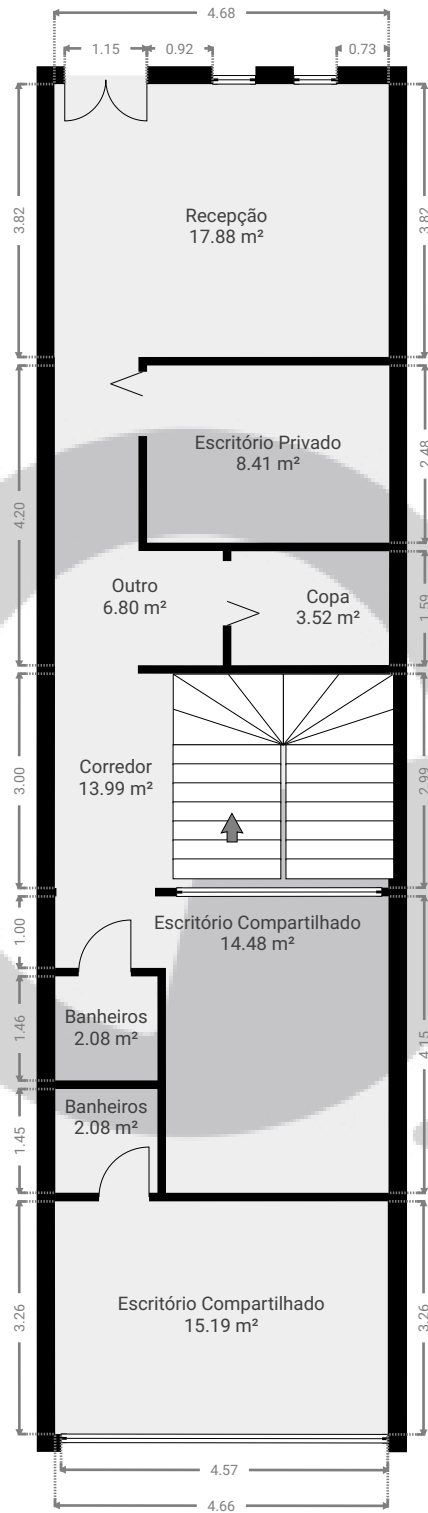 4.68
1.15
0.92
0.73
3.82
3.82
Recepção
17.88 m²
Escritório Privado
8.41 m²
2.48
4.20
Outro
6.80 m²
Copa
3.52 m²
1.59
Corredor
13.99 m²
3.00
2.99
Escritório Compartilhado
14.48 m²
1.00
Banheiros
2.08 m²
1.46
4.15
Banheiros
2.08 m²
1.45
Escritório Compartilhado
15.19 m²
3.26
3.26
4.57
4.66